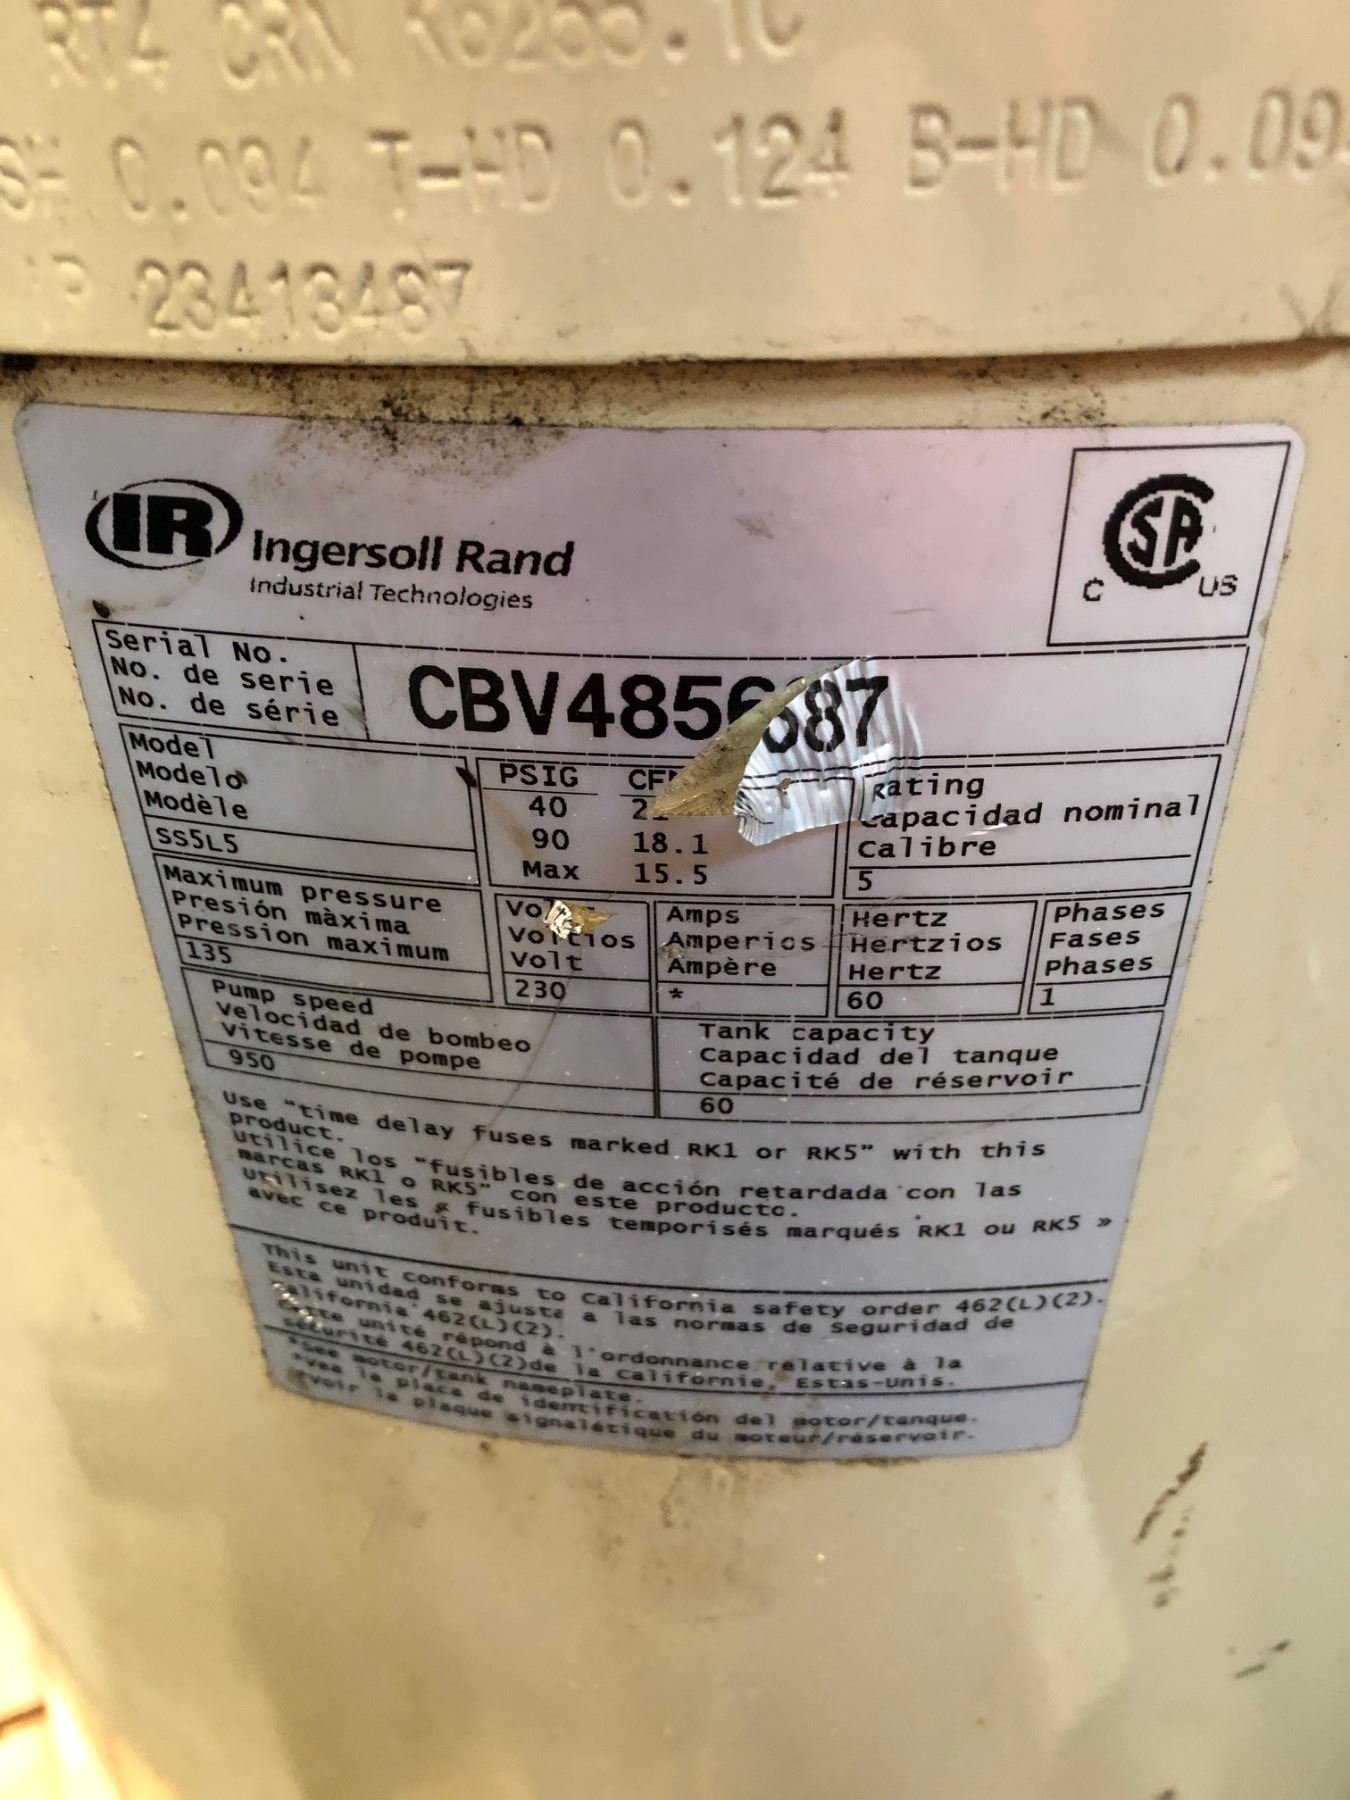 RT4 CRN
SH 0.094 T-HD 0.124 B-HD 0.09
23413487
IR Ingersoll Rand
Industrial Technologies
CSA
C US
Serial No.
No. de serie
No. de série
Model
Modelo
Modèle
SS5L5
PSIG
40
90 18.1
Max 15.5
Rating
Capacidad nominal
Calibre
5
Maximum pressure
Presión màxima
Pression maximum
135
Voltios
Volt
230
Amps
Amperios
Ampère
*
Hertz
Hertzios
Hertz
60
Phases
Fases
Phases
1
Pump speed
Velocidad de bombeo
Vitesse de pompe
950
Tank capacity
Capacidad del tanque
Capacité de réservoir
60
Use "time delay fuses marked RK1 or RK5" with this
product.
Utilice los "fusibles de acción retardada con las
marcas RK1 o RK5" con este producto.
Utilisez les « fusibles temporisés marqués RK1 ou RK5 »
avec ce produit.
This unit conforms to California safety order 462(L)(2).
Esta unidad se ajusta a las normas de Seguridad de
California 462(L)(2).
Cette unité répond à l'ordonnance relative à la
sécurité 462(L)(2)de la Californie, Estas-Unis.
*See motor/tank nameplate.
*Vea la placa de identificación del motor/tanque.
*Voir la plaque signalétique du moteur/réservoir.